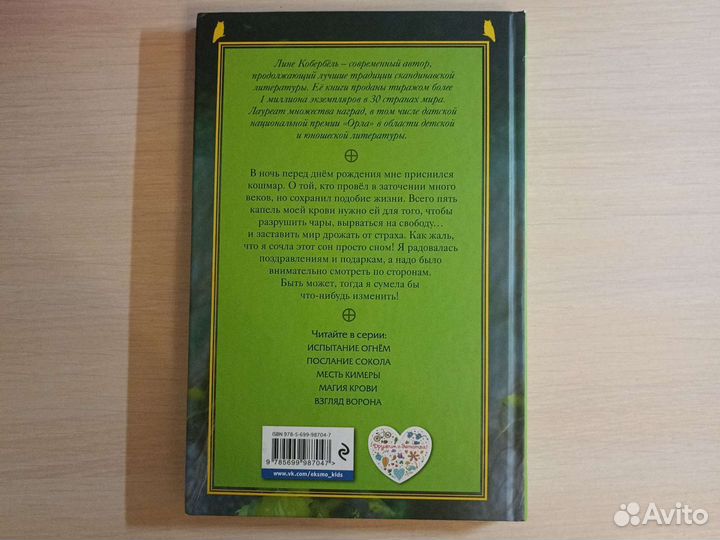 Лине Кобербёль – современный автор,
продолжающий лучшие традиции скандинавской
литературы. Её книги проданы тиражом более
1 миллиона экземпляров в 30 странах мира.
Лауреат множества наград, в том числе датской
национальной премии «Орла» в области детской
и юношеской литературы.
В ночь перед днём рождения мне приснился
кошмар. О той, кто провёл в заточении много
веков, но сохранил подобие жизни. Всего пять
капель моей крови нужно ей для того, чтобы
разрушить чары, вырваться на свободу…
и заставить мир дрожать от страха. Как жаль,
что я сочла этот сон просто сном! Я радовалась
поздравлениям и подаркам, а надо было
внимательно смотреть по сторонам.
Быть может, тогда я сумела бы
что-нибудь изменить!
Читайте в серии:
ИСПЫТАНИЕ ОГНЁМ
ПОСЛАНИЕ СОКОЛА
МЕСТЬ КИМЕРЫ
МАГИЯ КРОВИ
ВЗГЛЯД ВОРОНА
ISBN 978-5-699-98704-7
9 785699 987047 >
www.vk.com/eksmo_kids
Avito